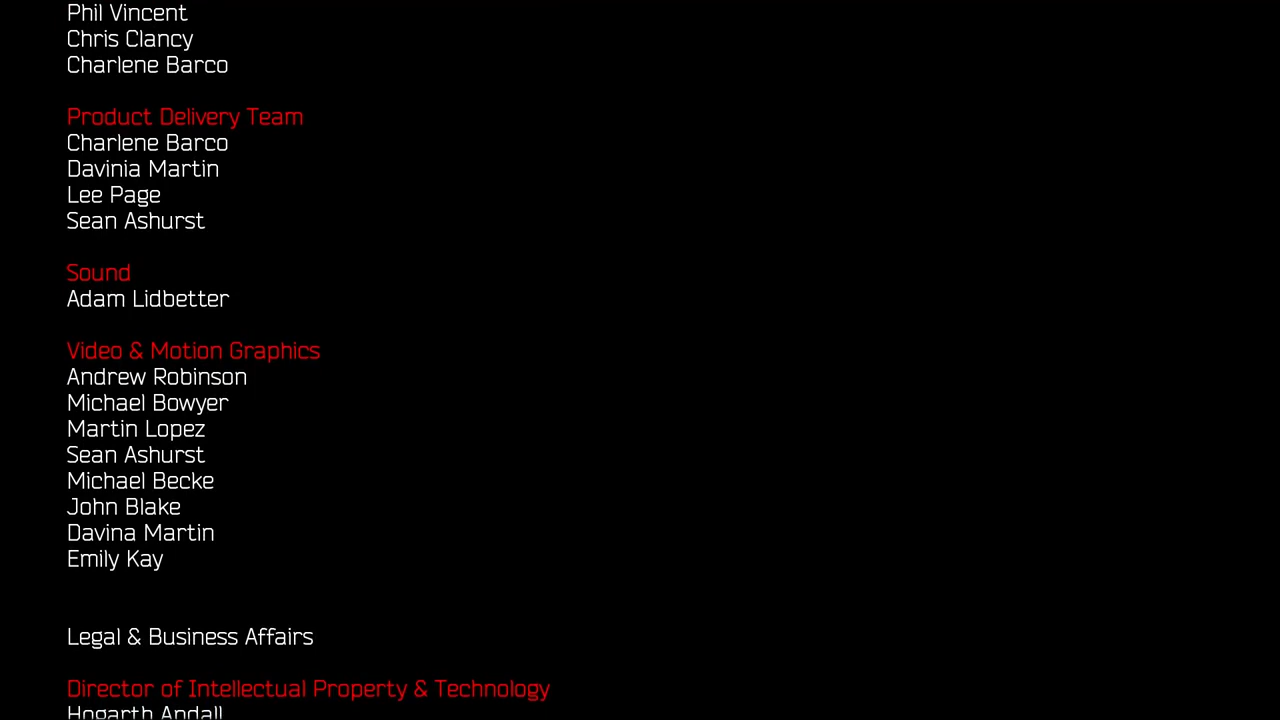 Phil Vincent
Chris Clancy
Charlene Barco
Product Delivery Team
Charlene Barco
Davinia Martin
Lee Page
Sean Ashurst
Sound
Adam Lidbetter
Video & Motion Graphics
Andrew Robinson
Michael Bowyer
Martin Lopez
Sean Ashurst
Michael Becke
John Blake
Davina Martin
Emily Kay
Legal & Business Affairs
Director of Intellectual Property & Technology
Hogarth Andall